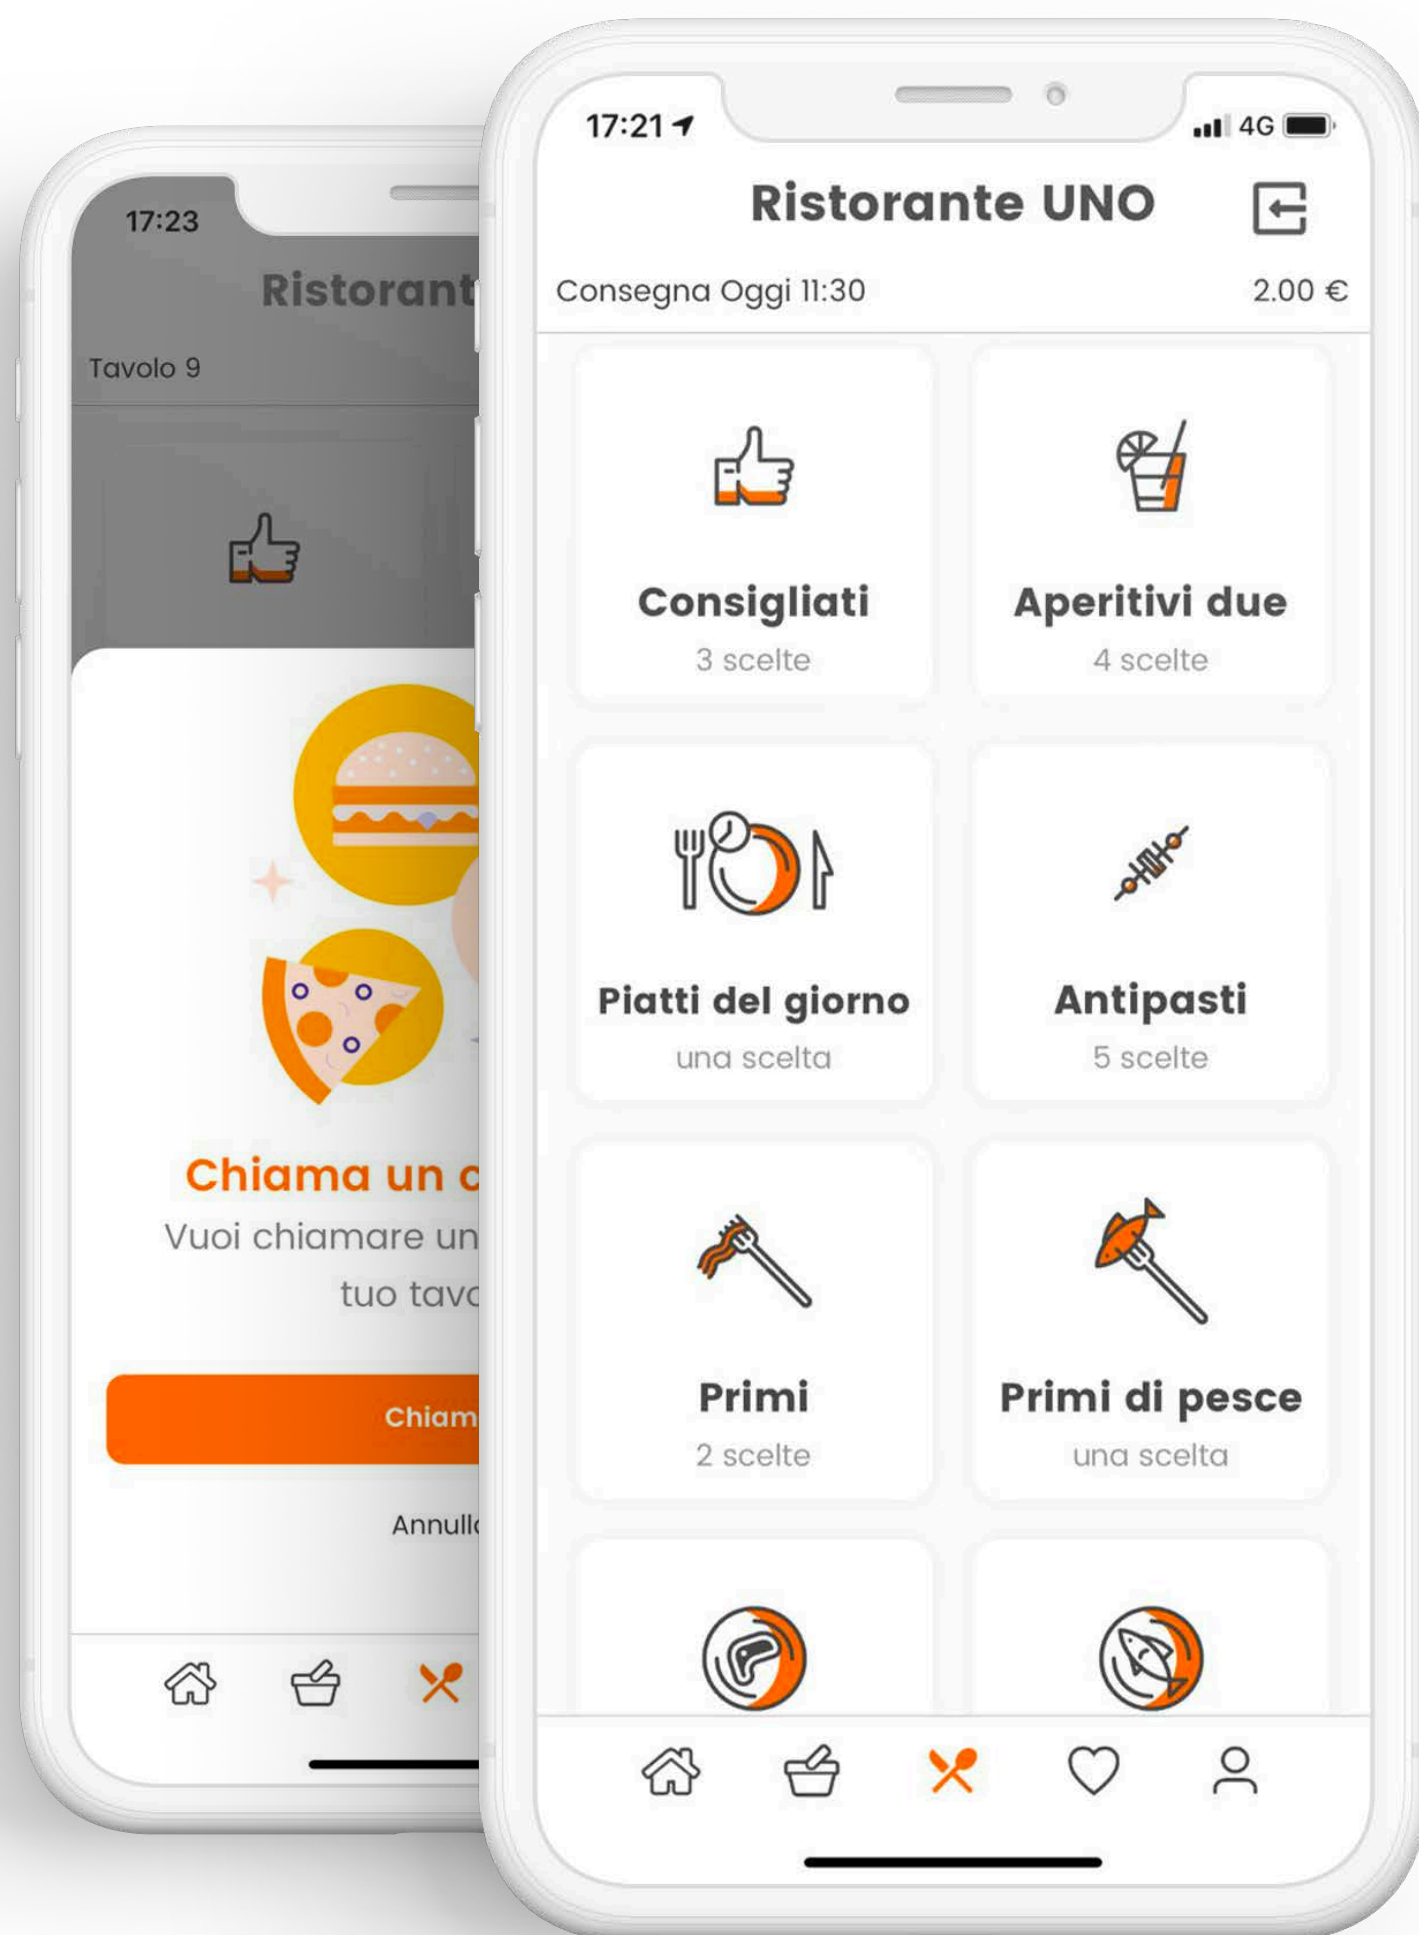 17:23
Ristorant
Tavolo 9
Chiama un c
Vuoi chiamare un
tuo tavo
Chiam
Annulla
17:21
4G
Ristorante UNO
Consegna Oggi 11:30
2.00 €
Consigliati
3 scelte
Aperitivi due
4 scelte
Piatti del giorno
una scelta
Antipasti
5 scelte
Primi
2 scelte
Primi di pesce
una scelta